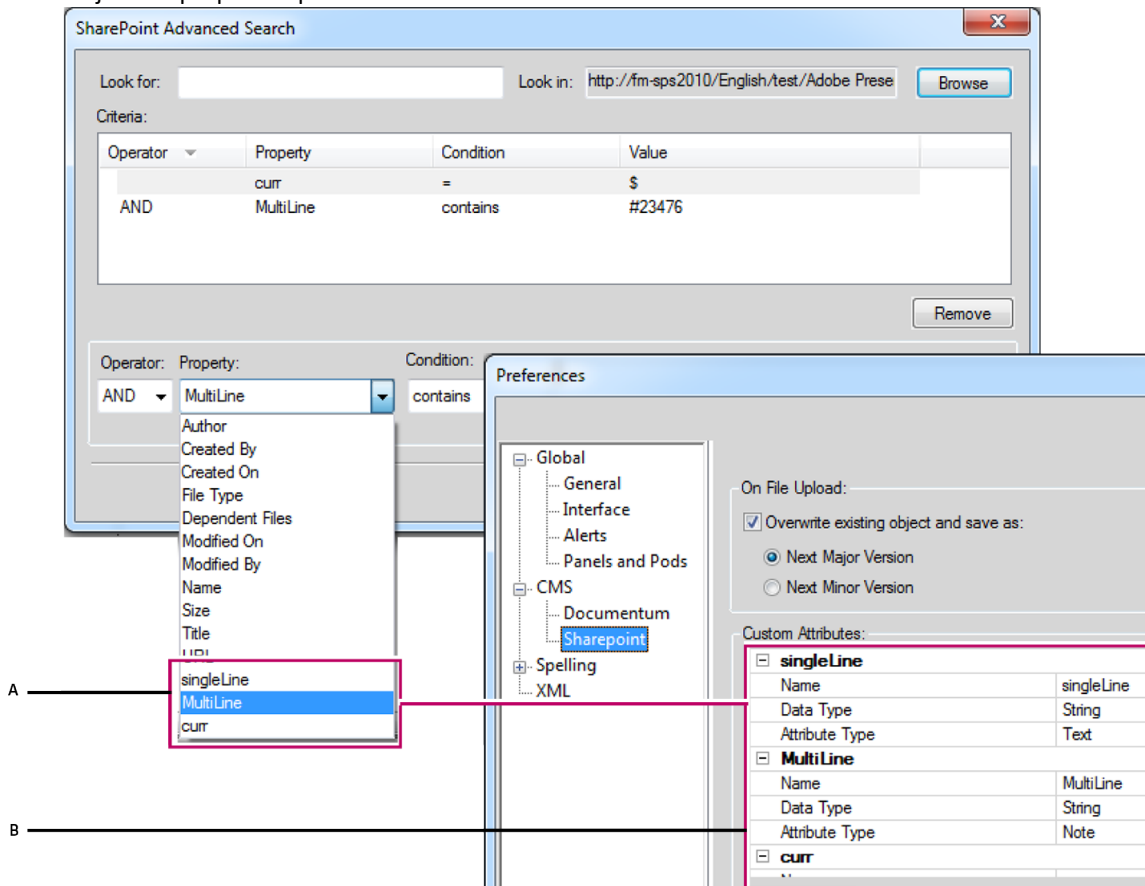 SharePoint Advanced Search
Look for:
Look in: http://fm-sps2010/English/test/Adobe Prese
Browse
Criteria:
Operator Property Condition Value
curr = $
AND MultiLine contains #23476
Remove
Operator: Property: Condition:
AND MultiLine contains
Author
Created By
Created On
File Type
Dependent Files
Modified On
Modified By
Name
Size
Title
URL
singleLine
MultiLine
curr
A
B
Preferences
Global
General
Interface
Alerts
Panels and Pods
CMS
Documentum
Sharepoint
Spelling
XML
On File Upload:
Overwrite existing object and save as:
Next Major Version
Next Minor Version
Custom Attributes:
singleLine
Name singleLine
Data Type String
Attribute Type Text
MultiLine
Name MultiLine
Data Type String
Attribute Type Note
curr